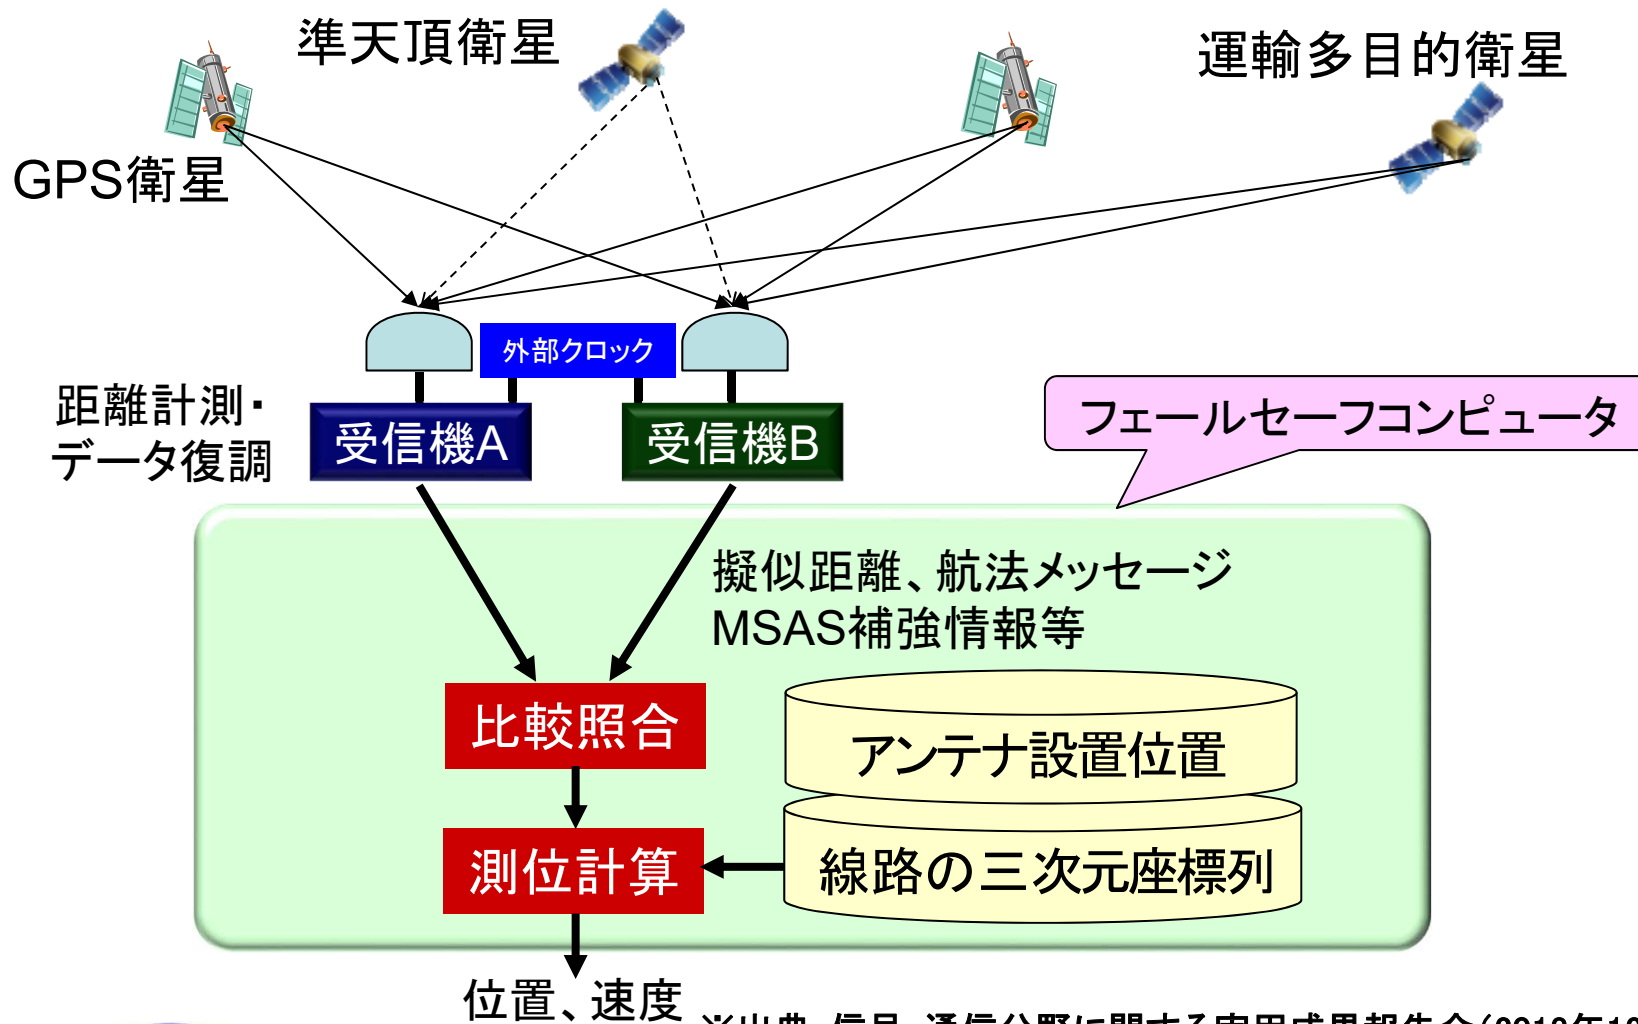 準天頂衛星
運輸多目的衛星
GPS衛星
外部クロック
距離計測・
データ復調
受信機A
受信機B
フェールセーフコンピュータ
擬似距離、航法メッセージ
MSAS補強情報等
比較照合
アンテナ設置位置
測位計算
線路の三次元座標列
位置、速度